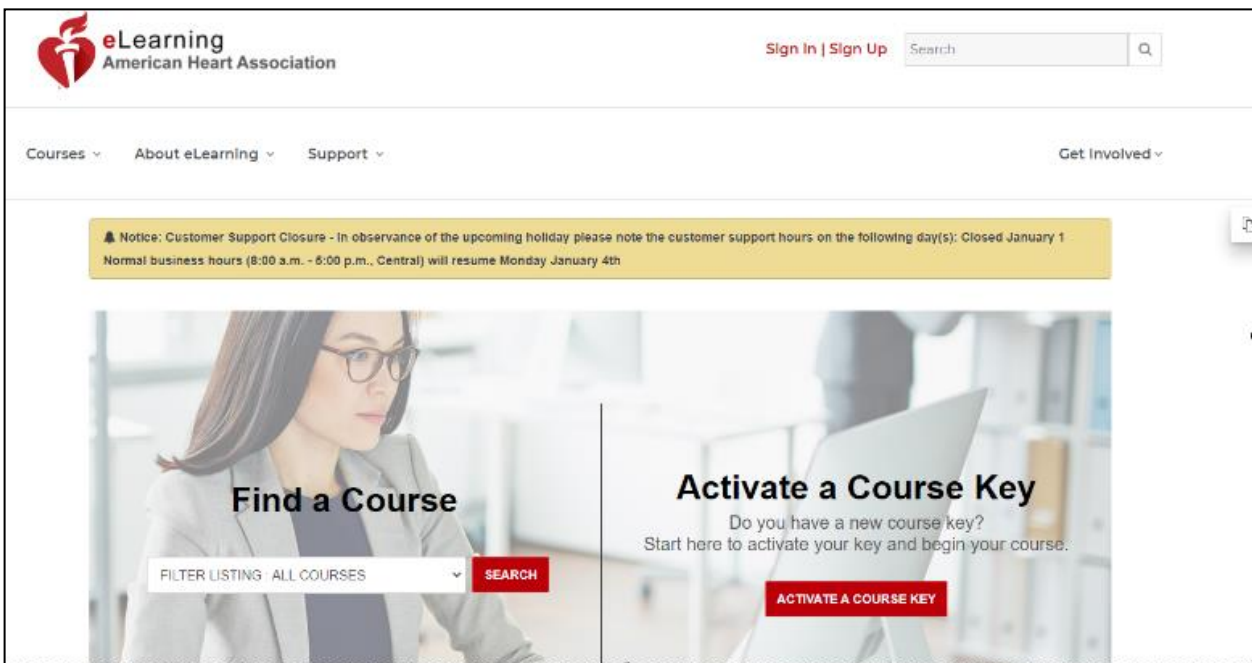 eLearning
American Heart Association
Sign In | Sign Up
Search
Courses
About eLearning
Support
Get Involved
Notice: Customer Support Closure - In observance of the upcoming holiday please note the customer support hours on the following day(s): Closed January 1
Normal business hours (8:00 a.m. - 5:00 p.m., Central) will resume Monday January 4th
Find a Course
FILTER LISTING : ALL COURSES
SEARCH
Activate a Course Key
Do you have a new course key?
Start here to activate your key and begin your course.
ACTIVATE A COURSE KEY